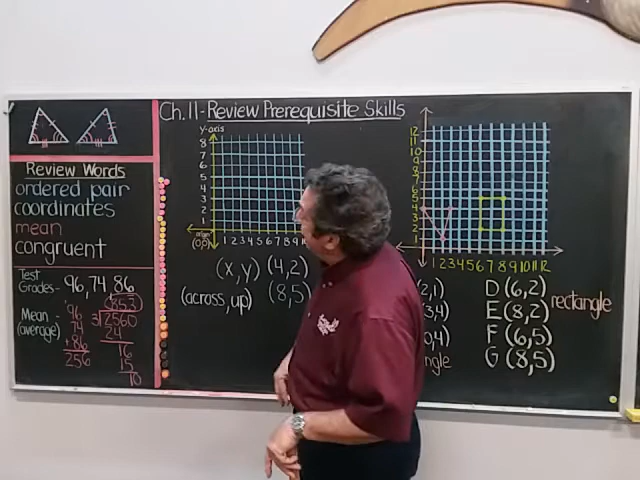 Ch. 11 - Review Prerequisite Skills
Review Words
ordered pair
coordinates
mean
congruent
Test Grades - 96, 74 86
Mean - (average)
96
74
+ 86
256
853
3 2560
24
16
15
10
y-axis
8
7
6
5
4
3
2
1
origin
(0,0)
1 2 3 4 5 6 7 8 9
(x,y) (4,2)
(across, up) (8,5)
12
11
10
9
8
7
6
5
4
3
2
1
1 2 3 4 5 6 7 8 9 10 11 12
2,1)
3,4)
0,4)
ngle
D (6,2)
E (8,2)
F (6,5)
G (8,5)
rectangle